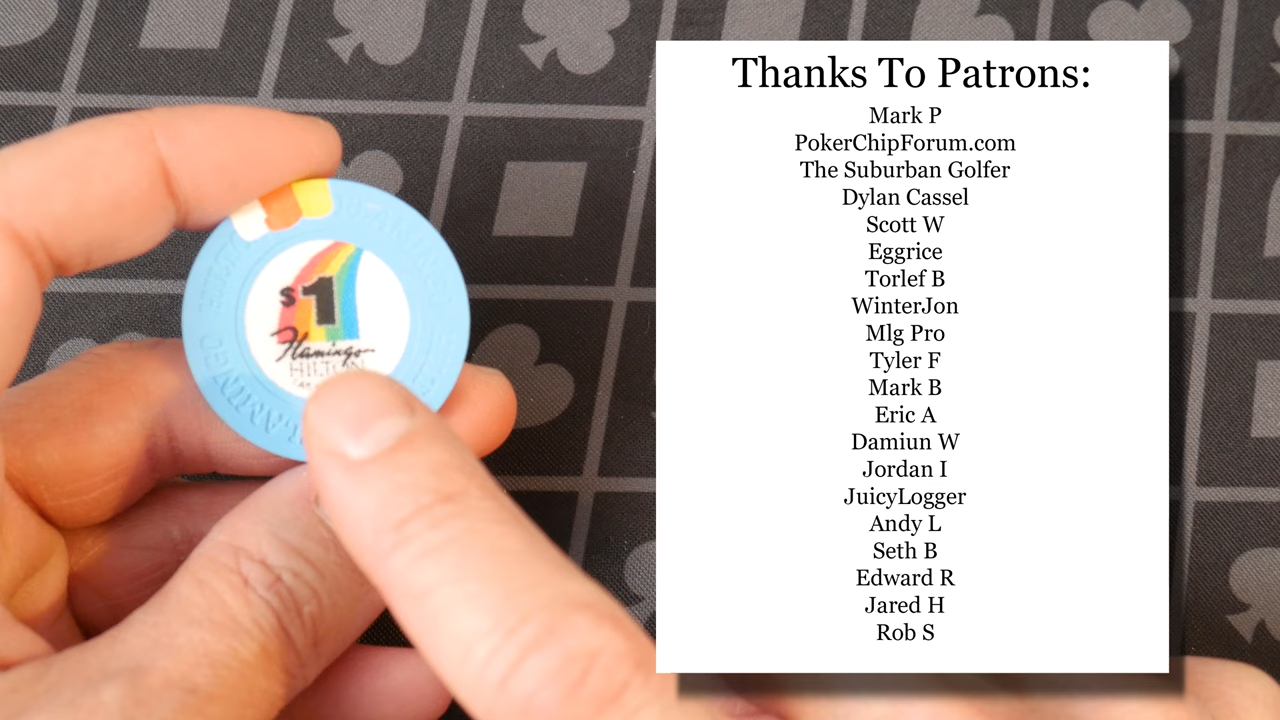 $1
Flamingo
HILTON
Thanks To Patrons:
Mark P
PokerChipForum.com
The Suburban Golfer
Dylan Cassel
Scott W
Eggrice
Torlef B
WinterJon
Mlg Pro
Tyler F
Mark B
Eric A
Damiun W
Jordan I
JuicyLogger
Andy L
Seth B
Edward R
Jared H
Rob S